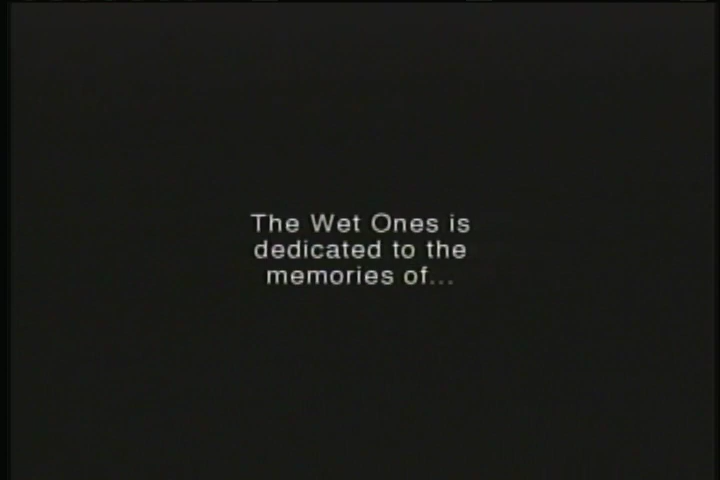 The Wet Ones is
dedicated to the
memories of...